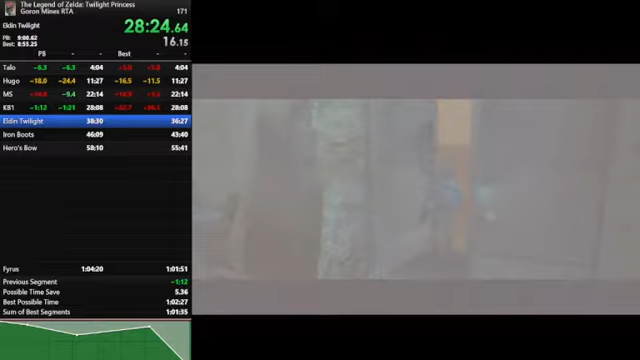 The Legend of Zelda: Twilight Princess
Goron Mines RTA 171
Eldin Twilight 28:24.64
PB: 9:08.62
Best: 8:53.25 16.15
PB - - Best - -
Talo −6.3 −6.3 4:04 4:04
Hugo −18.0 −24.4 11:27 −16.5 −11.5 11:27
MS −9.4 22:14 22:14
KB1 −1:12 −1:21 28:08 28:08
Eldin Twilight 38:30 36:27
Iron Boots 46:09 43:40
Hero's Bow 58:10 55:41
Fyrus 1:04:20 1:01:51
Previous Segment −1:12
Possible Time Save 5.36
Best Possible Time 1:02:27
Sum of Best Segments 1:01:35